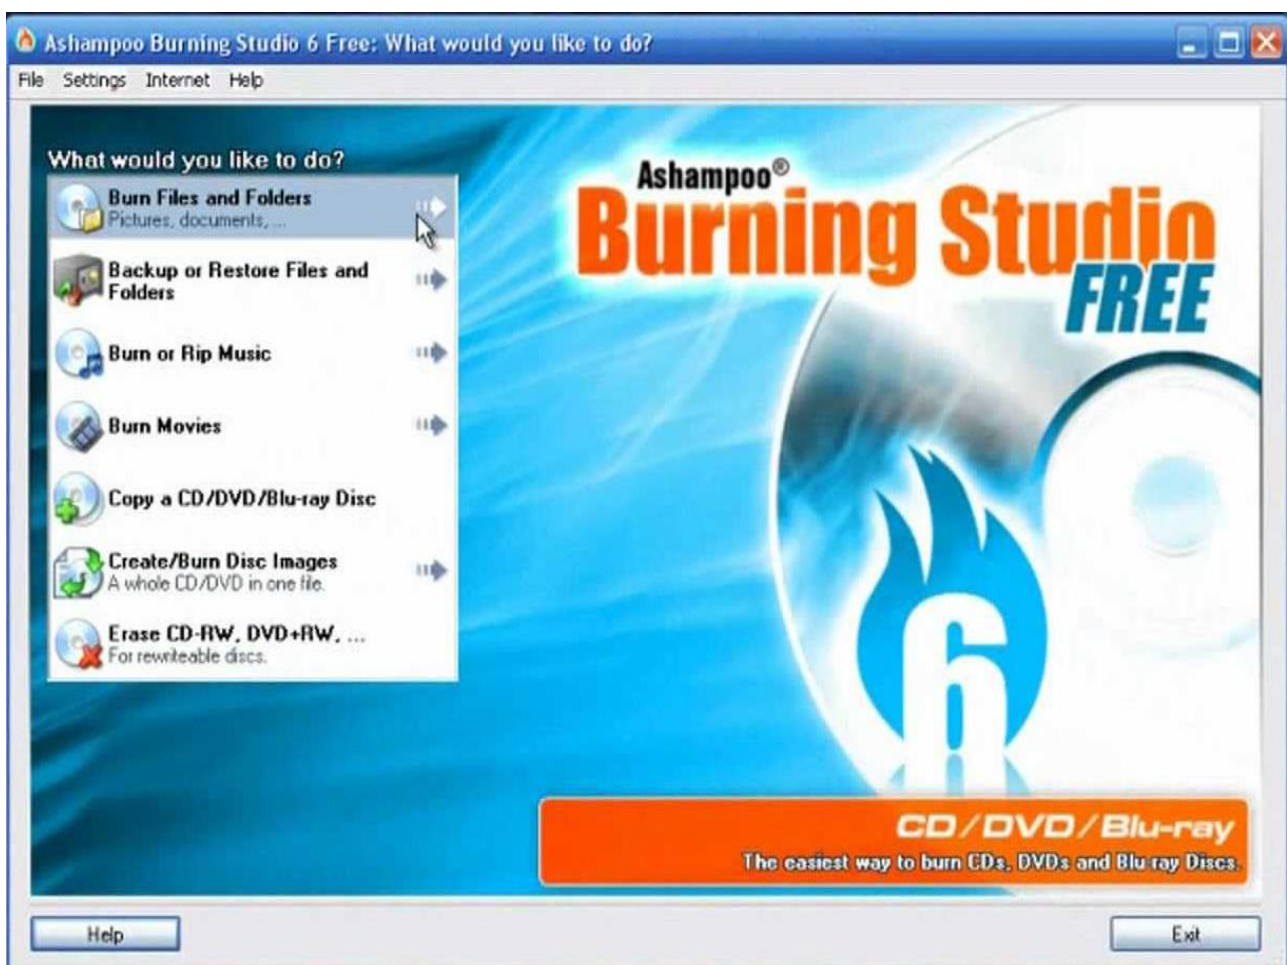 Ashampoo Burning Studio 6 Free: What would you like to do?
File Settings Internet Help
What would you like to do?
Burn Files and Folders
Pictures, documents, ...
Backup or Restore Files and
Folders
Burn or Rip Music
Burn Movies
Copy a CD/DVD/Blu-ray Disc
Create/Burn Disc Images
A whole CD/DVD in one file.
Erase CD-RW, DVD+RW, ...
For rewriteable discs.
Ashampoo®
Burning Studio
FREE
6
CD/DVD/Blu-ray
The easiest way to burn CDs, DVDs and Blu-ray Discs.
Help
Exit